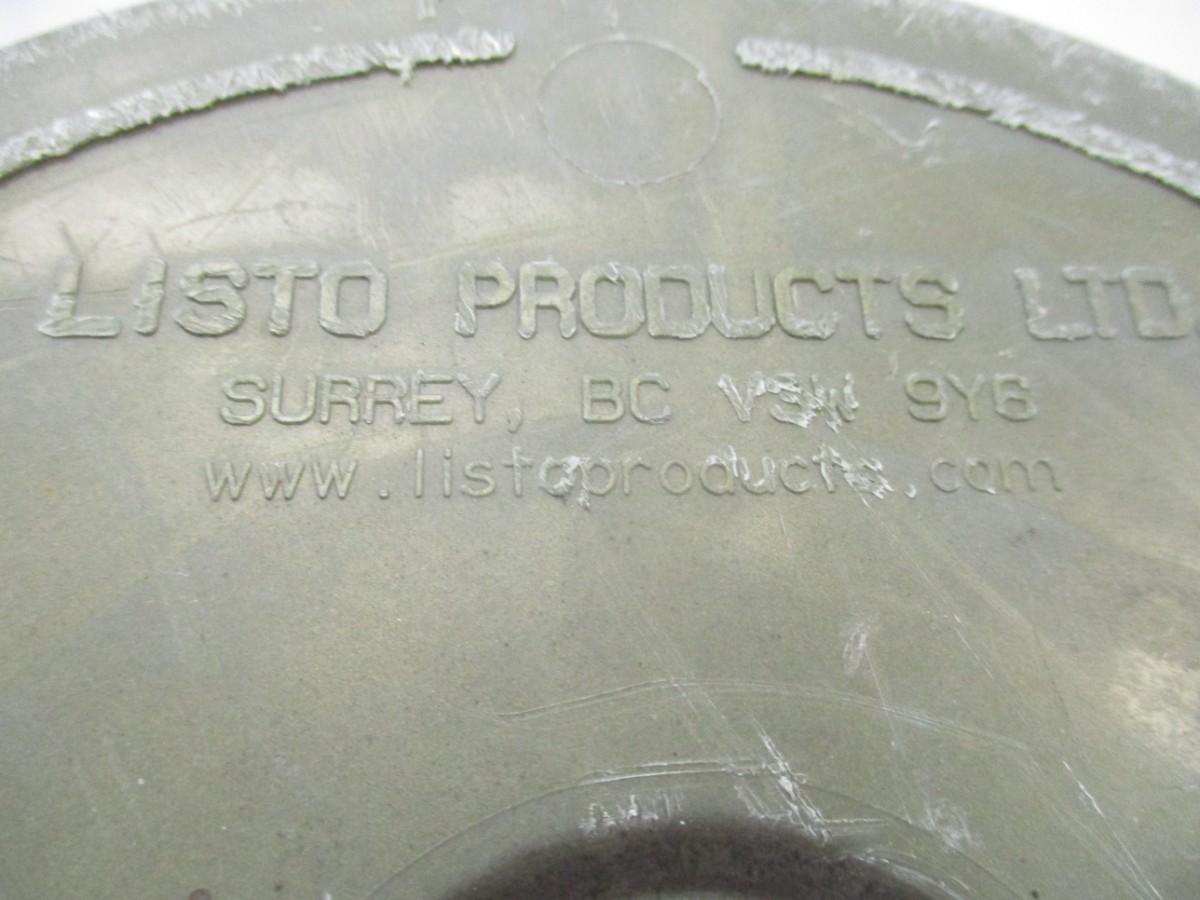 LISTO PRODUCTS LTD
SURREY, BC V3W 9Y6
www.listoproducts.com